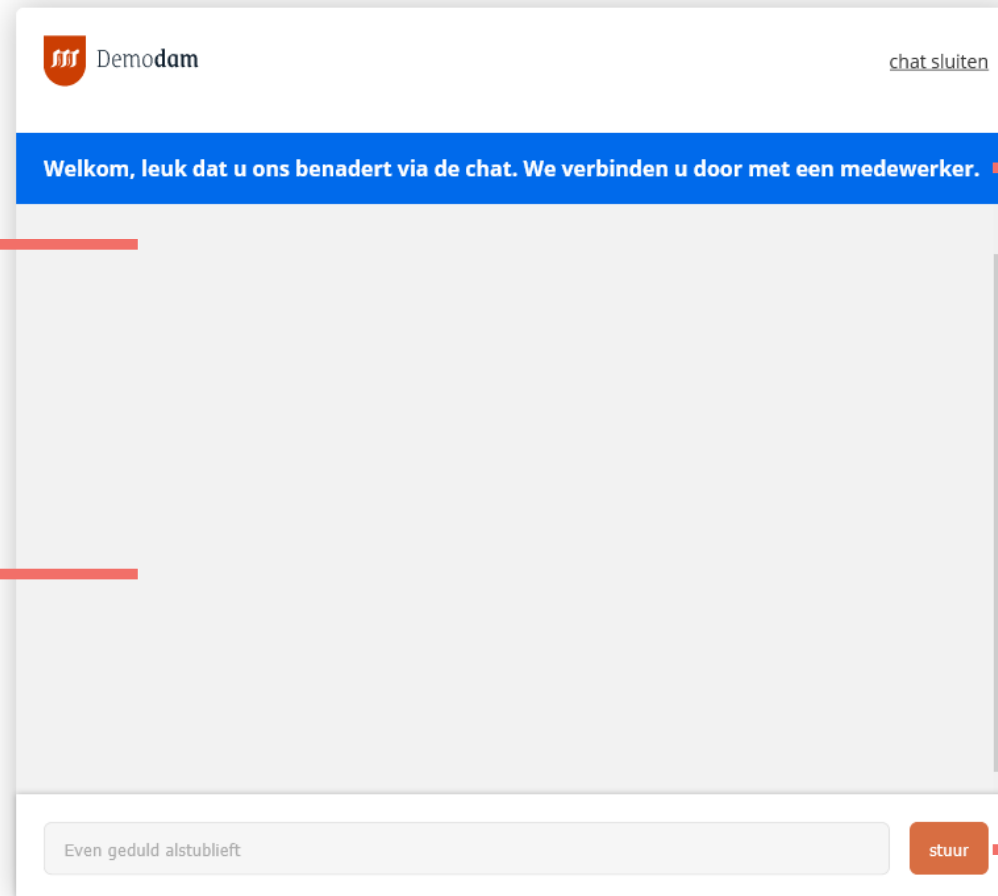 Demodam
chat sluiten
Welkom, leuk dat u ons benadert via de chat. We verbinden u door met een medewerker.
Even geduld alstublieft
stuur